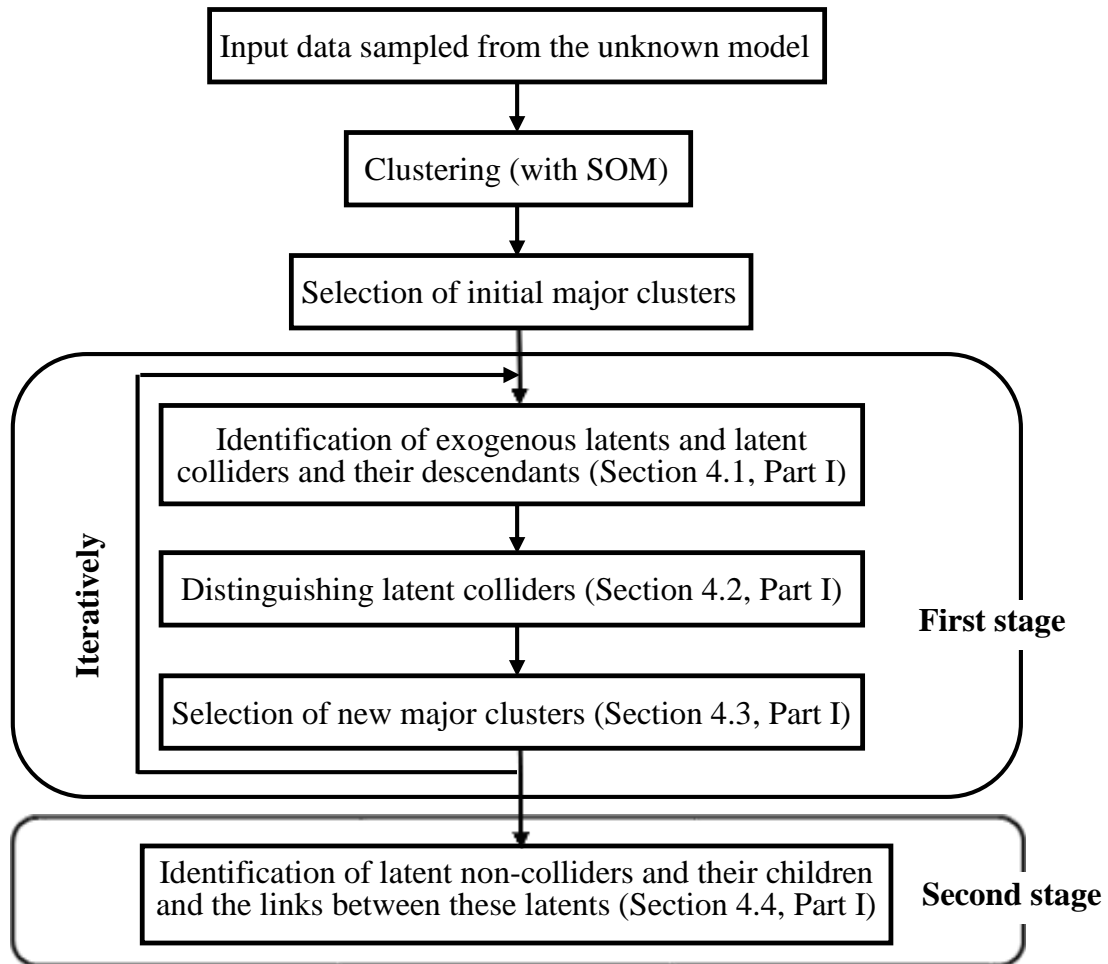 Input data sampled from the unknown model
Clustering (with SOM)
Selection of initial major clusters
Identification of exogenous latents and latent
colliders and their descendants (Section 4.1, Part I)
Distinguishing latent colliders (Section 4.2, Part I)
Iteratively
First stage
Selection of new major clusters (Section 4.3, Part I)
Identification of latent non-colliders and their children
and the links between these latents (Section 4.4, Part I)
Second stage